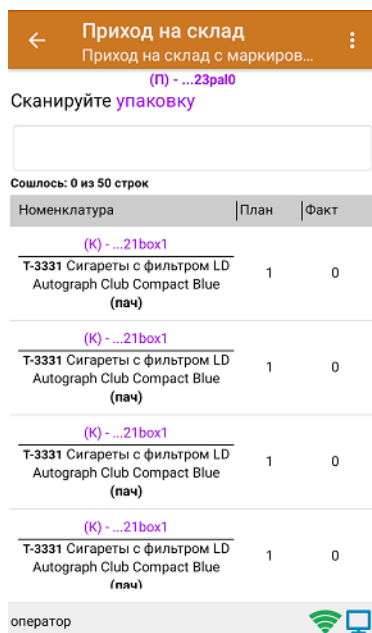 Приход на склад
Приход на склад с маркиров...
(П) - ...23pal0
Сканируйте упаковку
Сошлось: 0 из 50 строк
Номенклатура План Факт
(К) - ...21box1
Т-3331 Сигареты с фильтром LD
Autograph Club Compact Blue
(пач)
1 0
(К) - ...21box1
Т-3331 Сигареты с фильтром LD
Autograph Club Compact Blue
(пач)
1 0
(К) - ...21box1
Т-3331 Сигареты с фильтром LD
Autograph Club Compact Blue
(пач)
1 0
(К) - ...21box1
Т-3331 Сигареты с фильтром LD
Autograph Club Compact Blue
(пач)
1 0
оператор